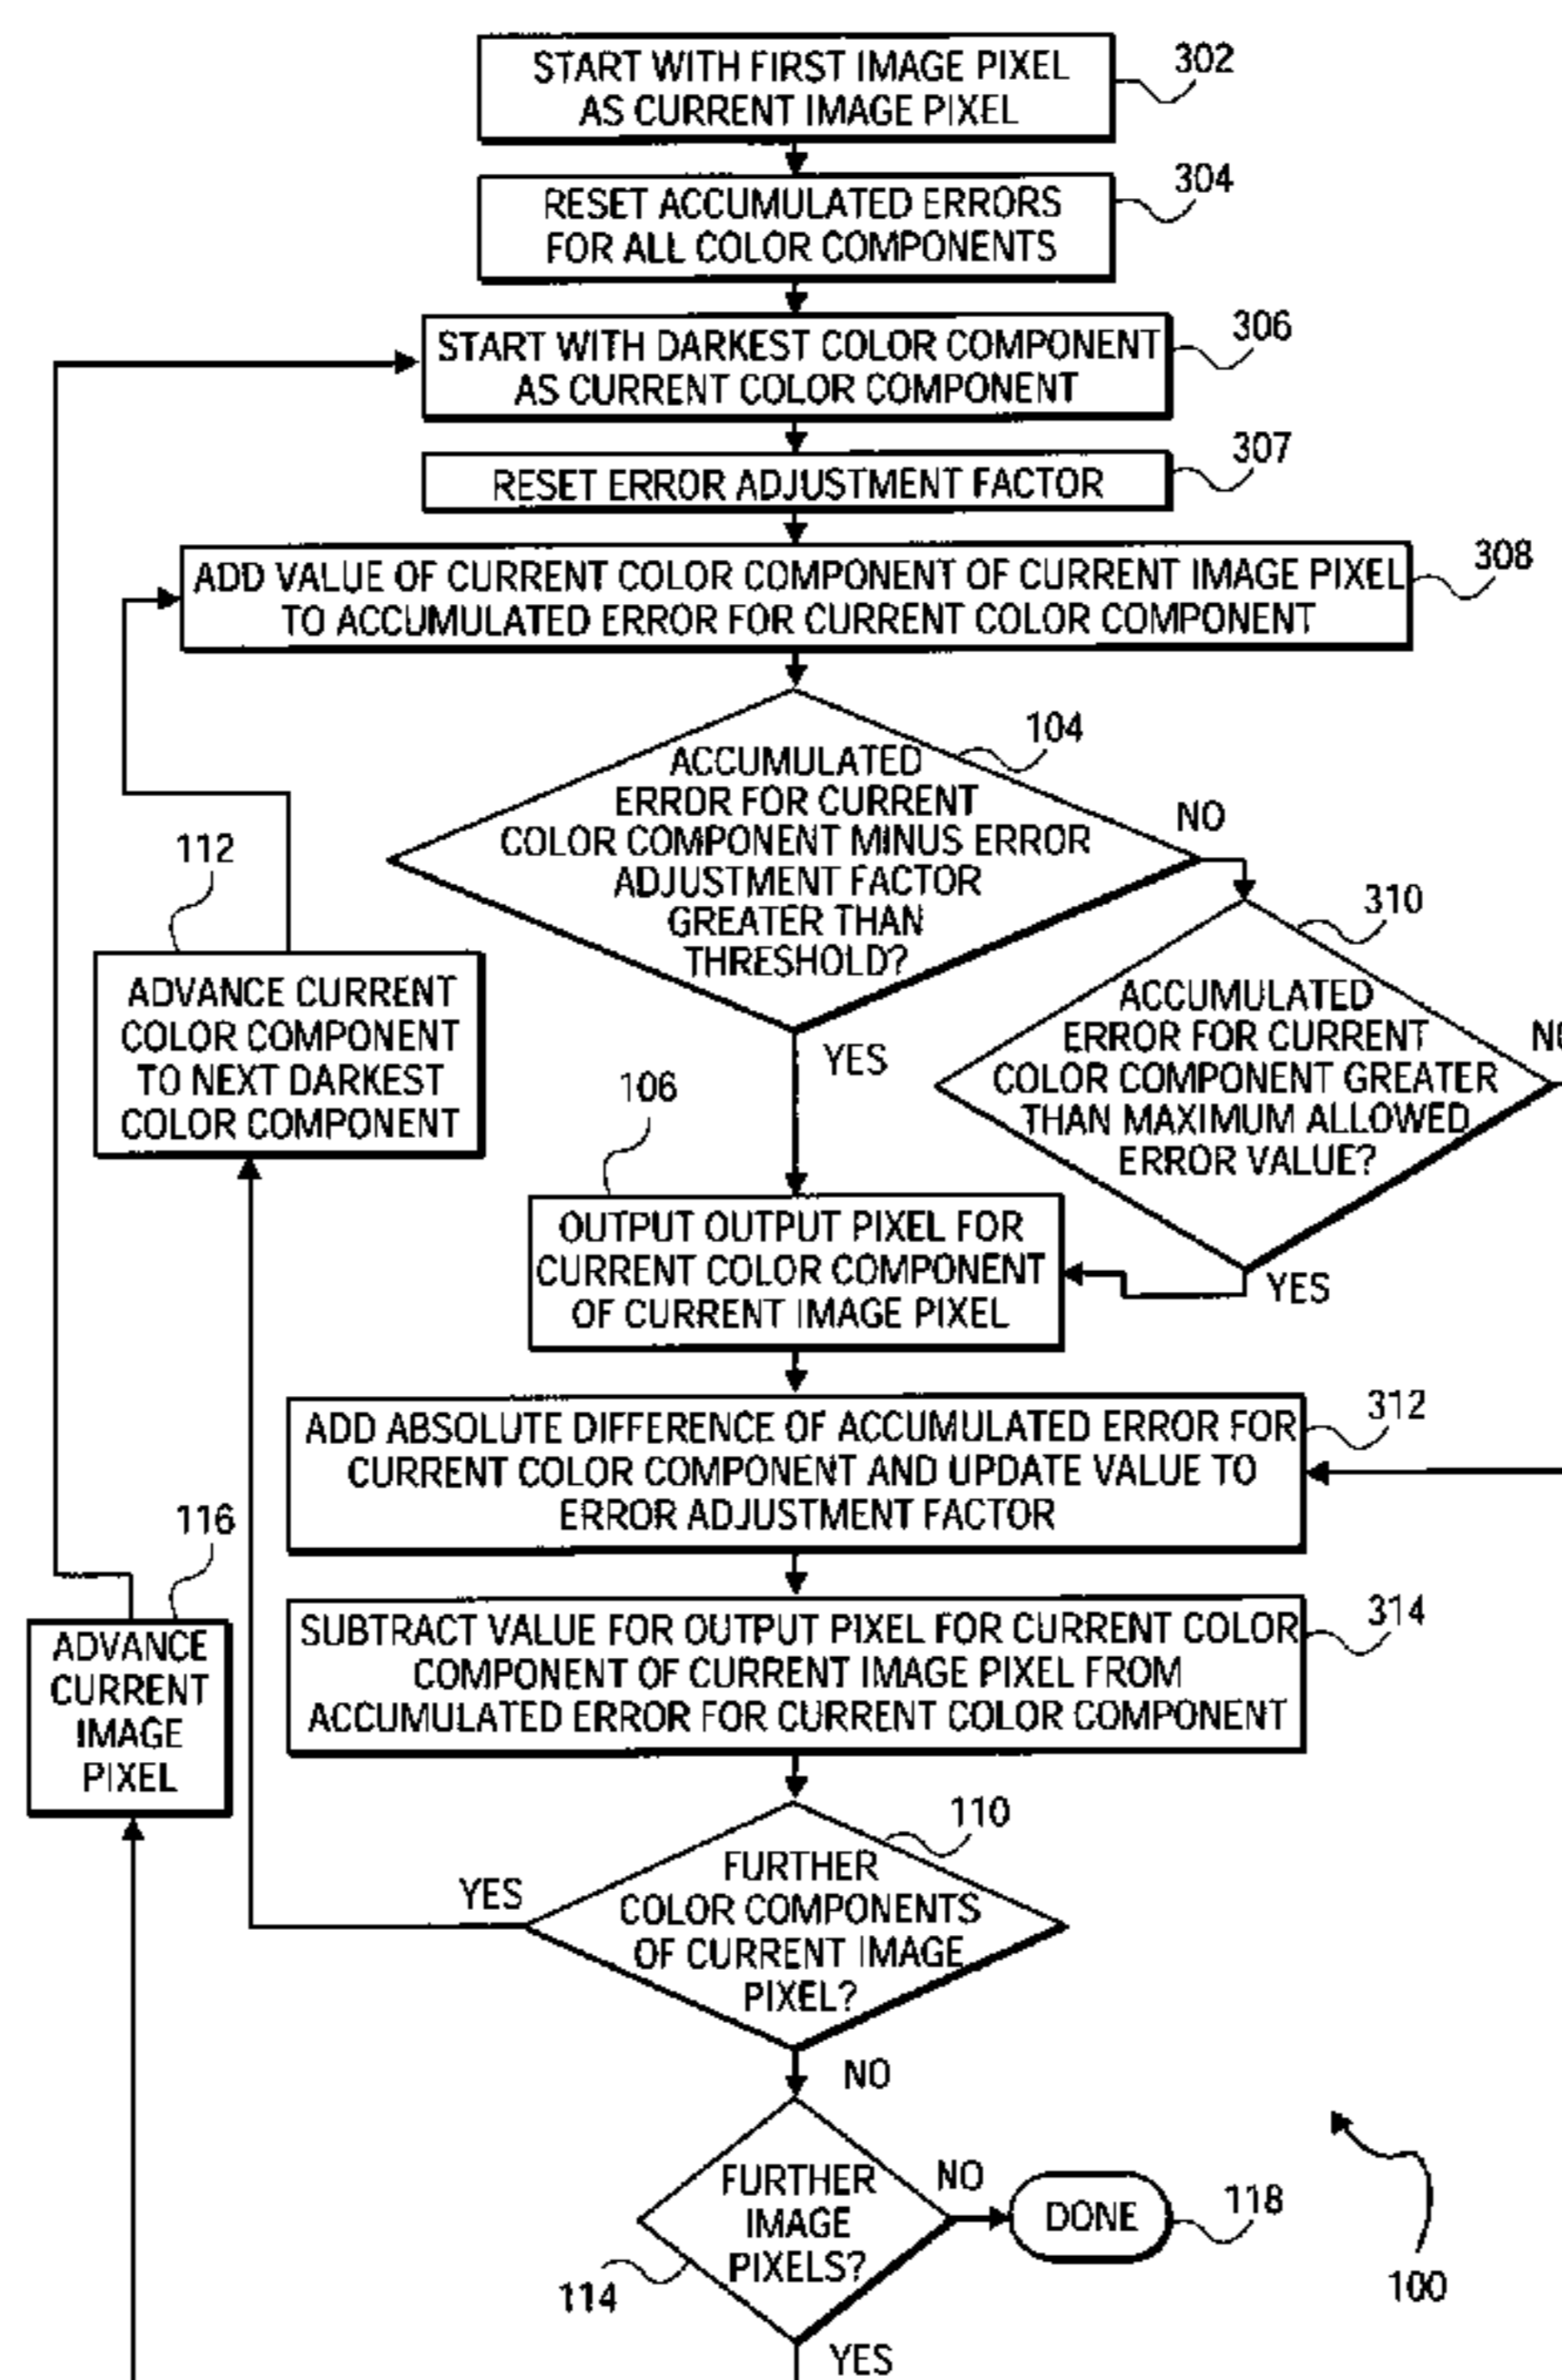 START WITH FIRST IMAGE PIXEL
AS CURRENT IMAGE PIXEL
302
RESET ACCUMULATED ERRORS
FOR ALL COLOR COMPONENTS
304
START WITH DARKEST COLOR COMPONENT
AS CURRENT COLOR COMPONENT
306
RESET ERROR ADJUSTMENT FACTOR
307
ADD VALUE OF CURRENT COLOR COMPONENT OF CURRENT IMAGE PIXEL
TO ACCUMULATED ERROR FOR CURRENT COLOR COMPONENT
308
ACCUMULATED
ERROR FOR CURRENT
COLOR COMPONENT MINUS ERROR
ADJUSTMENT FACTOR
GREATER THAN
THRESHOLD?
104
NO
YES
112
ADVANCE CURRENT
COLOR COMPONENT
TO NEXT DARKEST
COLOR COMPONENT
310
ACCUMULATED
ERROR FOR CURRENT
COLOR COMPONENT GREATER
THAN MAXIMUM ALLOWED
ERROR VALUE?
YES
106
OUTPUT OUTPUT PIXEL FOR
CURRENT COLOR COMPONENT
OF CURRENT IMAGE PIXEL
ADD ABSOLUTE DIFFERENCE OF ACCUMULATED ERROR FOR
CURRENT COLOR COMPONENT AND UPDATE VALUE TO
ERROR ADJUSTMENT FACTOR
312
116
ADVANCE
CURRENT
IMAGE
PIXEL
SUBTRACT VALUE FOR OUTPUT PIXEL FOR CURRENT COLOR
COMPONENT OF CURRENT IMAGE PIXEL FROM
ACCUMULATED ERROR FOR CURRENT COLOR COMPONENT
314
110
YES
FURTHER
COLOR COMPONENTS
OF CURRENT IMAGE
PIXEL?
NO
FURTHER
IMAGE
PIXELS?
NO
DONE
118
114
YES
100